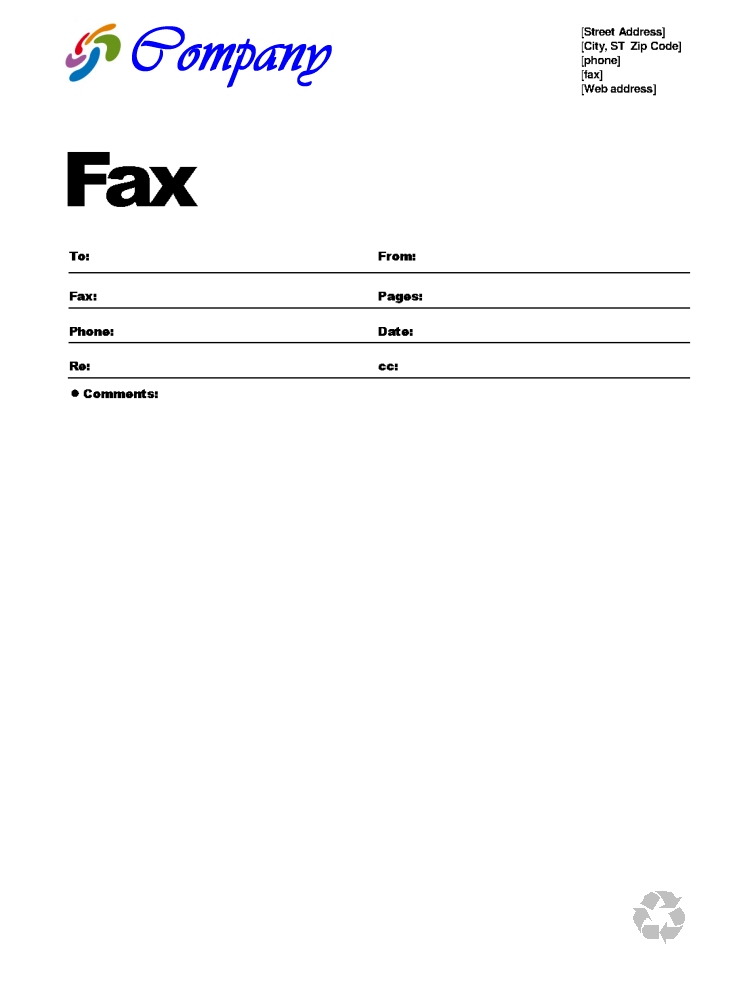 Company
[Street Address]
[City, ST  Zip Code]
[phone]
[fax]
[Web address]
Fax
To:
From:
Fax:
Pages:
Phone:
Date:
Re:
cc:
● Comments: